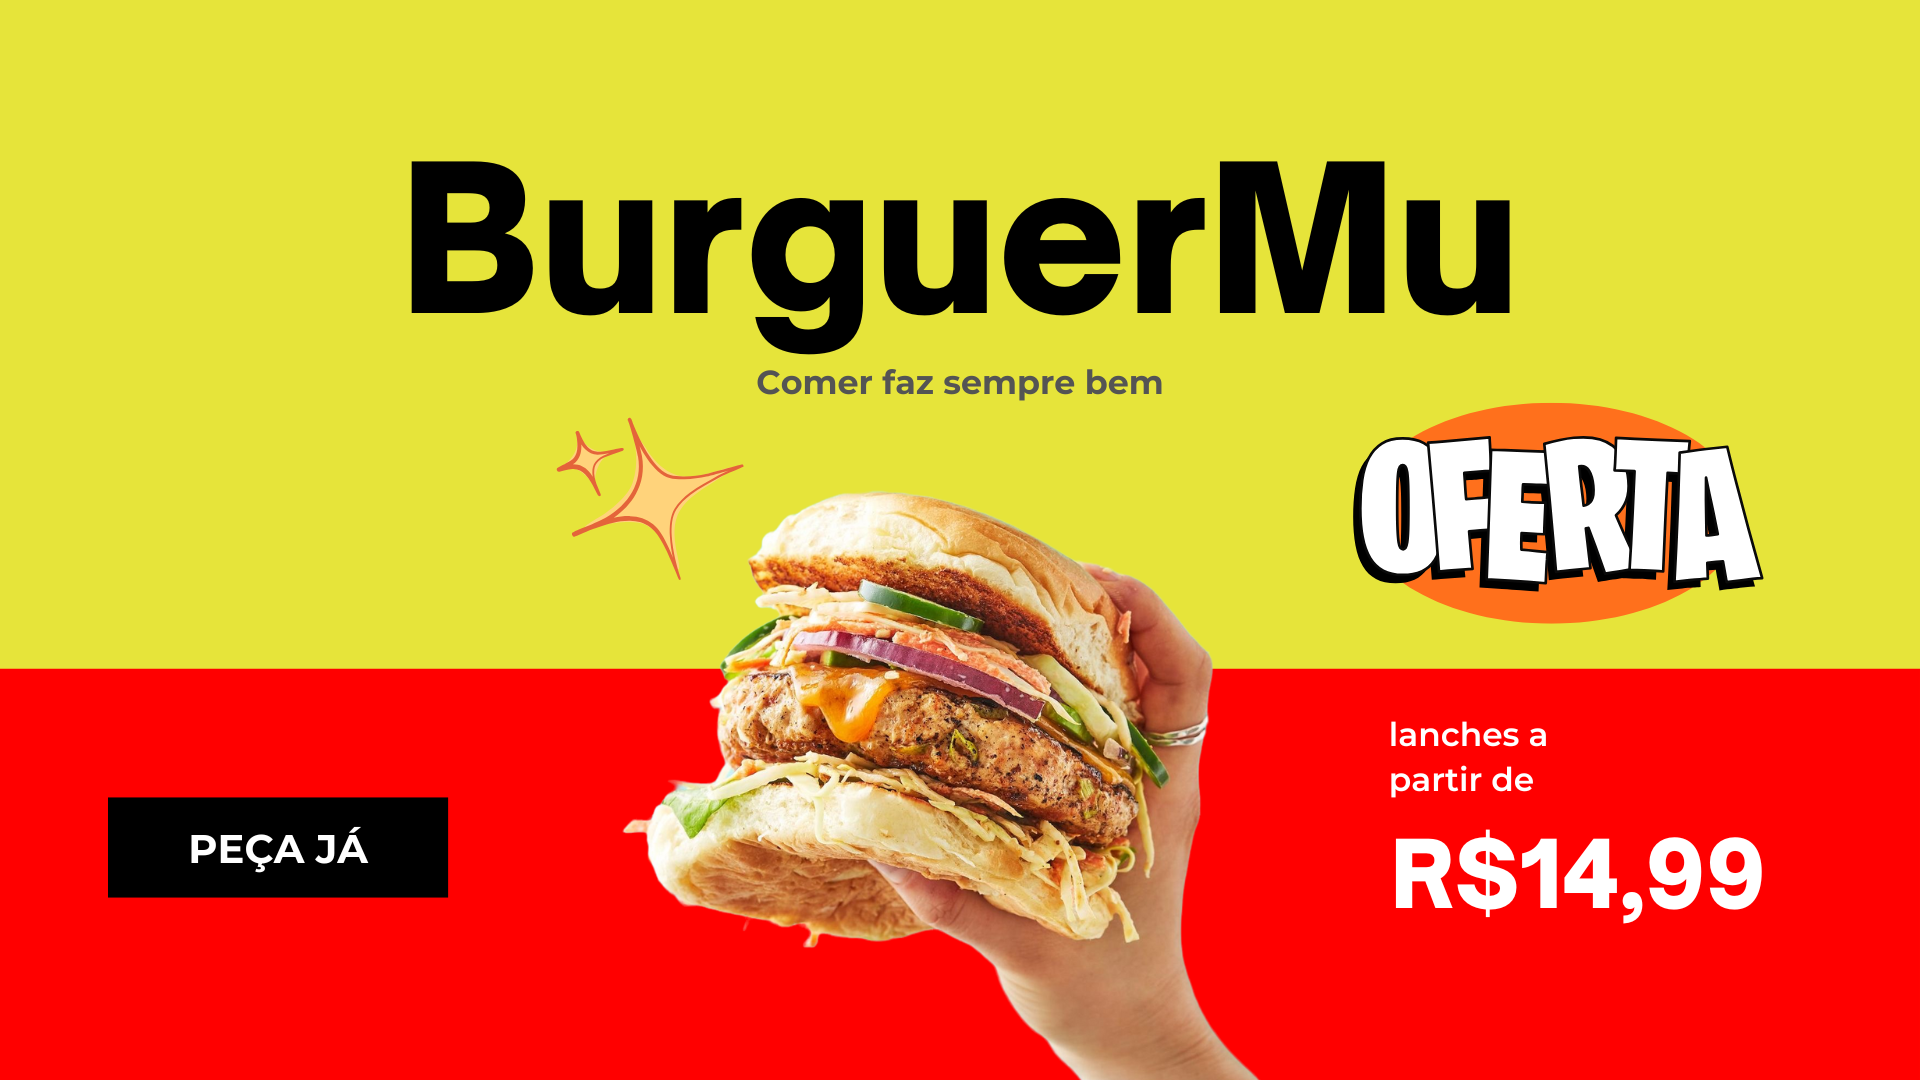 BurguerMu
Comer faz sempre bem
OFERTA
lanches a
partir de
R$14,99
PEÇA JÁ